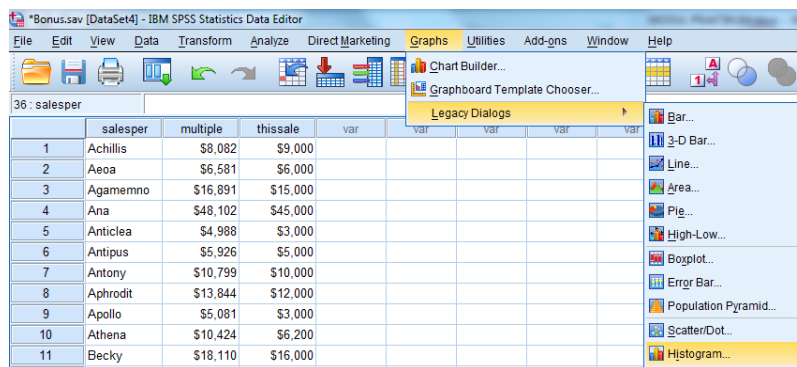 *Bonus.sav [DataSet4] - IBM SPSS Statistics Data Editor
File Edit View Data Transform Analyze Direct Marketing Graphs Utilities Add-ons Window Help
Chart Builder...
Graphboard Template Chooser...
Legacy Dialogs
Bar...
3-D Bar...
Line...
Area...
Pie...
High-Low...
Boxplot...
Error Bar...
Population Pyramid...
Scatter/Dot...
Histogram...
36 : salesper
salesper multiple thissale var var var var var
1 Achillis $8,082 $9,000
2 Aeoa $6,581 $6,000
3 Agamemno $16,891 $15,000
4 Ana $48,102 $45,000
5 Anticlea $4,988 $3,000
6 Antipus $5,926 $5,000
7 Antony $10,799 $10,000
8 Aphrodit $13,844 $12,000
9 Apollo $5,081 $3,000
10 Athena $10,424 $6,200
11 Becky $18,110 $16,000